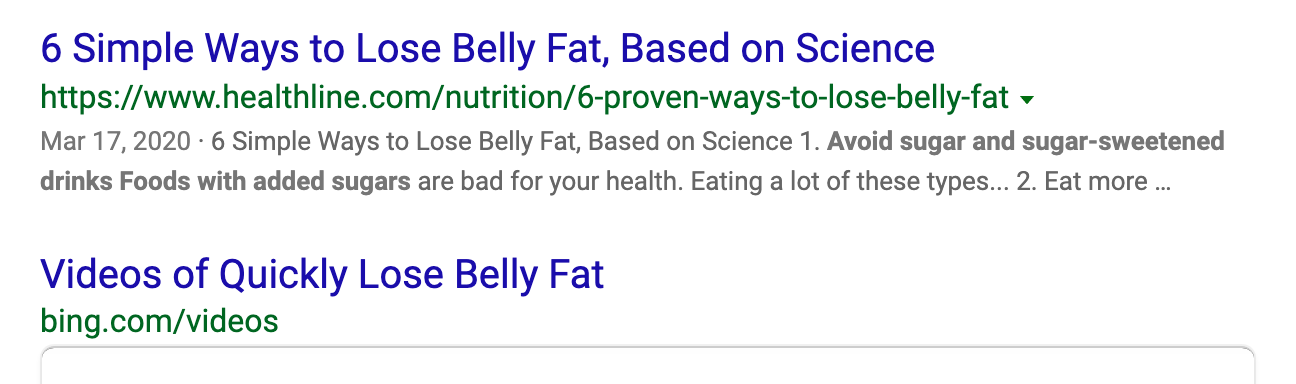 6 Simple Ways to Lose Belly Fat, Based on Science
https://www.healthline.com/nutrition/6-proven-ways-to-lose-belly-fat
Mar 17, 2020 · 6 Simple Ways to Lose Belly Fat, Based on Science 1. Avoid sugar and sugar-sweetened
drinks Foods with added sugars are bad for your health. Eating a lot of these types... 2. Eat more ...
Videos of Quickly Lose Belly Fat
bing.com/videos